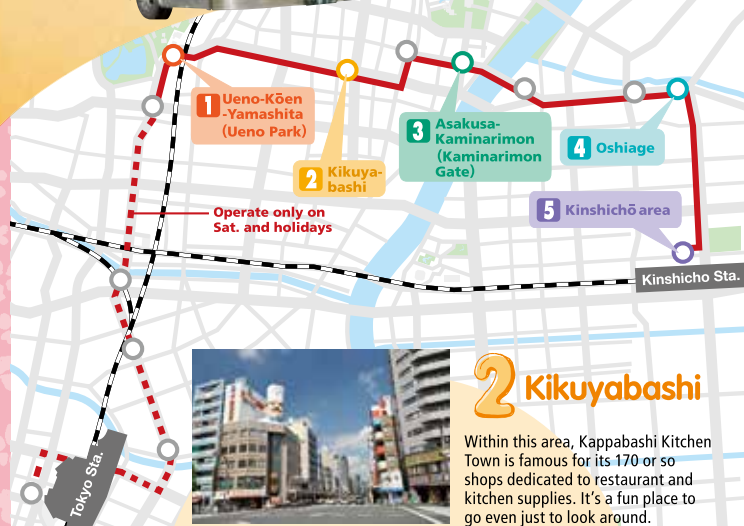 1 Ueno-Kōen
-Yamashita
(Ueno Park)
2 Kikuya-
bashi
3 Asakusa-
Kaminarimon
(Kaminarimon
Gate)
4 Oshiage
5 Kinshichō area
Operate only on
Sat. and holidays
Kinshicho Sta.
Tokyo Sta.
2 Kikuyabashi
Within this area, Kappabashi Kitchen
Town is famous for its 170 or so
shops dedicated to restaurant and
kitchen supplies. It's a fun place to
go even just to look around.